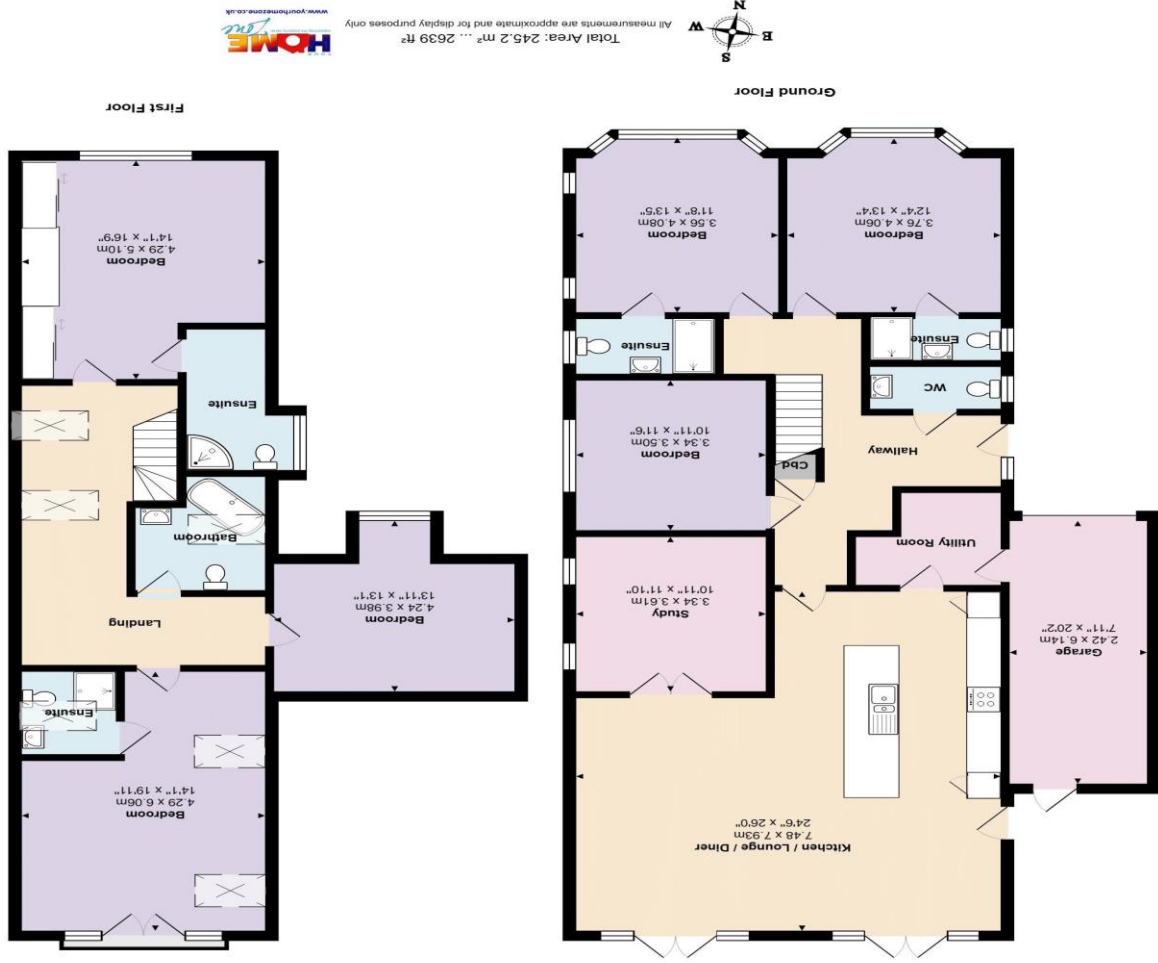 Kitchen / Lounge / Diner
7.48 x 7.93m
24'6" x 26'0"
Garage
2.42 x 6.14m
7'11" x 20'2"
Study
3.34 x 3.61m
10'11" x 11'10"
Utility Room
Cbd
Hallway
Bedroom
3.34 x 3.50m
10'11" x 11'6"
WC
Ensuite
Ensuite
Bedroom
3.76 x 4.06m
12'4" x 13'4"
Bedroom
3.56 x 4.08m
11'8" x 13'5"
Ground Floor
Bedroom
4.29 x 6.06m
14'1" x 19'11"
Ensuite
Landing
Bedroom
4.24 x 3.98m
13'11" x 13'1"
Bathroom
Ensuite
Bedroom
4.29 x 5.10m
14'1" x 16'9"
First Floor
S
E
W
N
Total Area: 245.2 m² ... 2639 ft²
All measurements are approximate and for display purposes only
YOUR
HOME
Zone
www.yourhomezone.co.uk